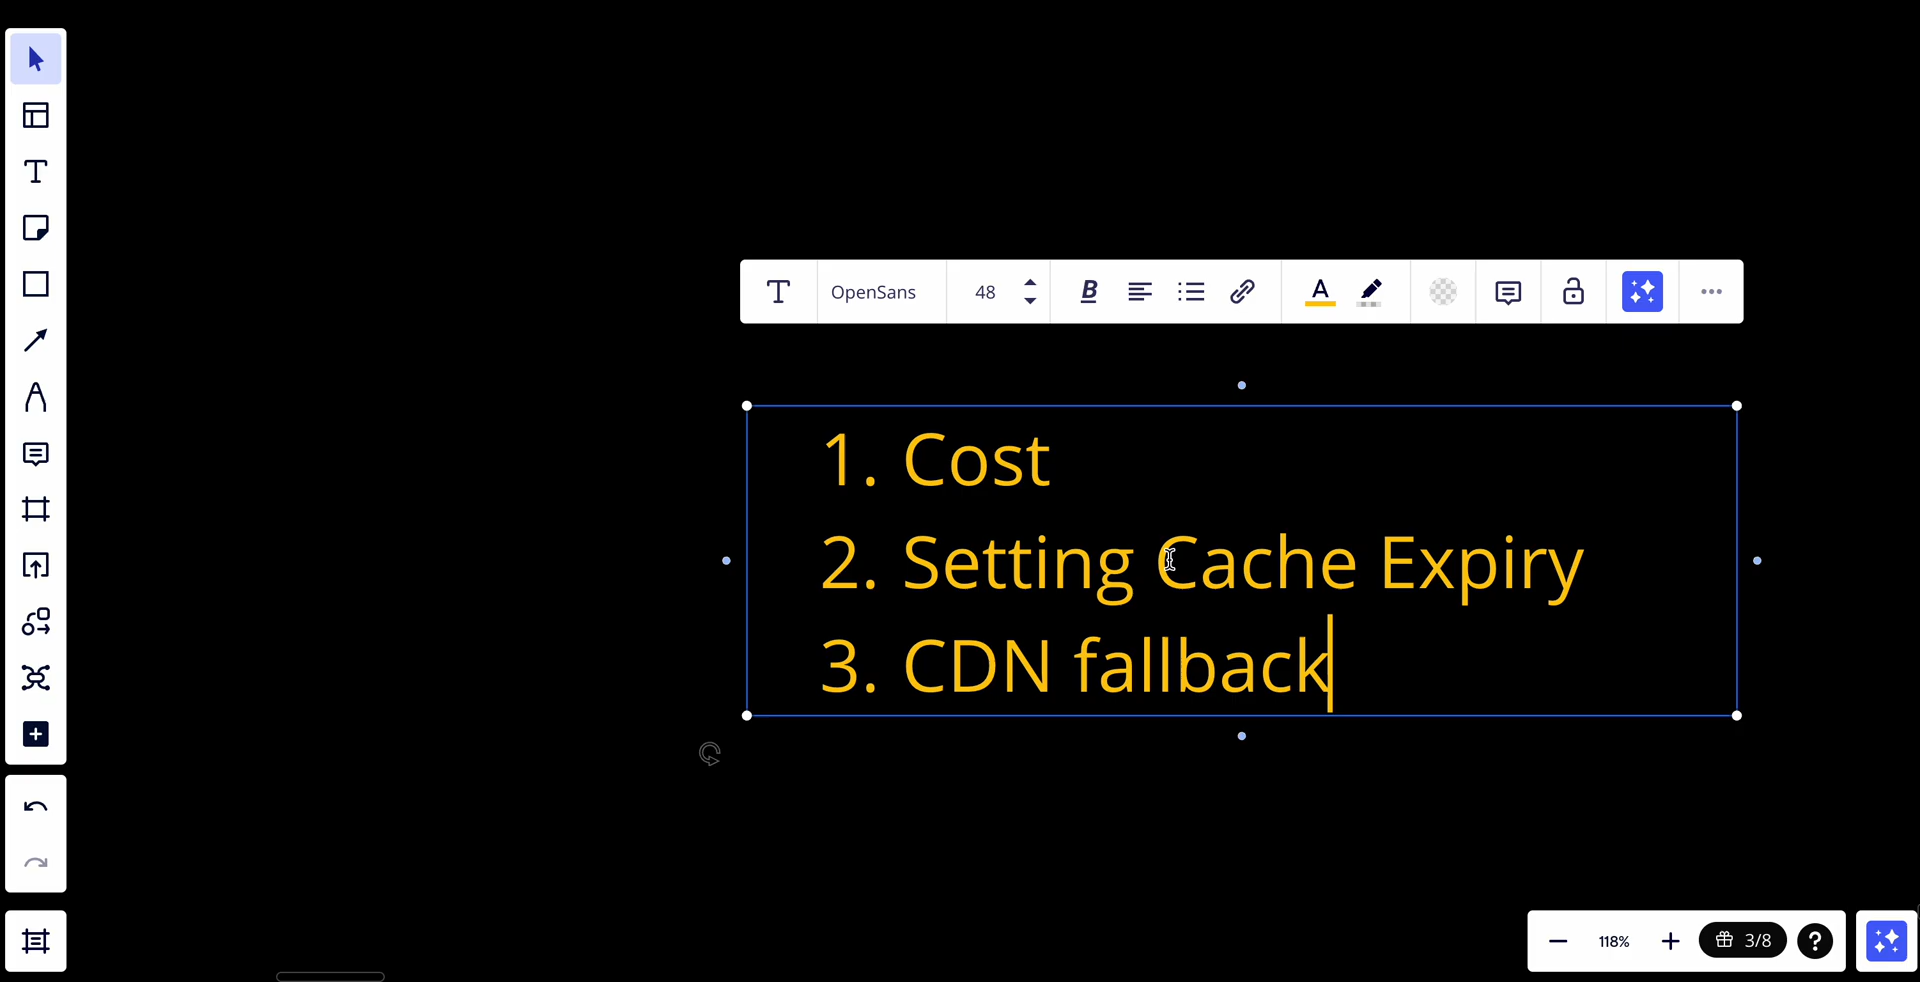 OpenSans
48
B
A
1. Cost
2. Setting Cache Expiry
3. CDN fallback
118%
3/8
?